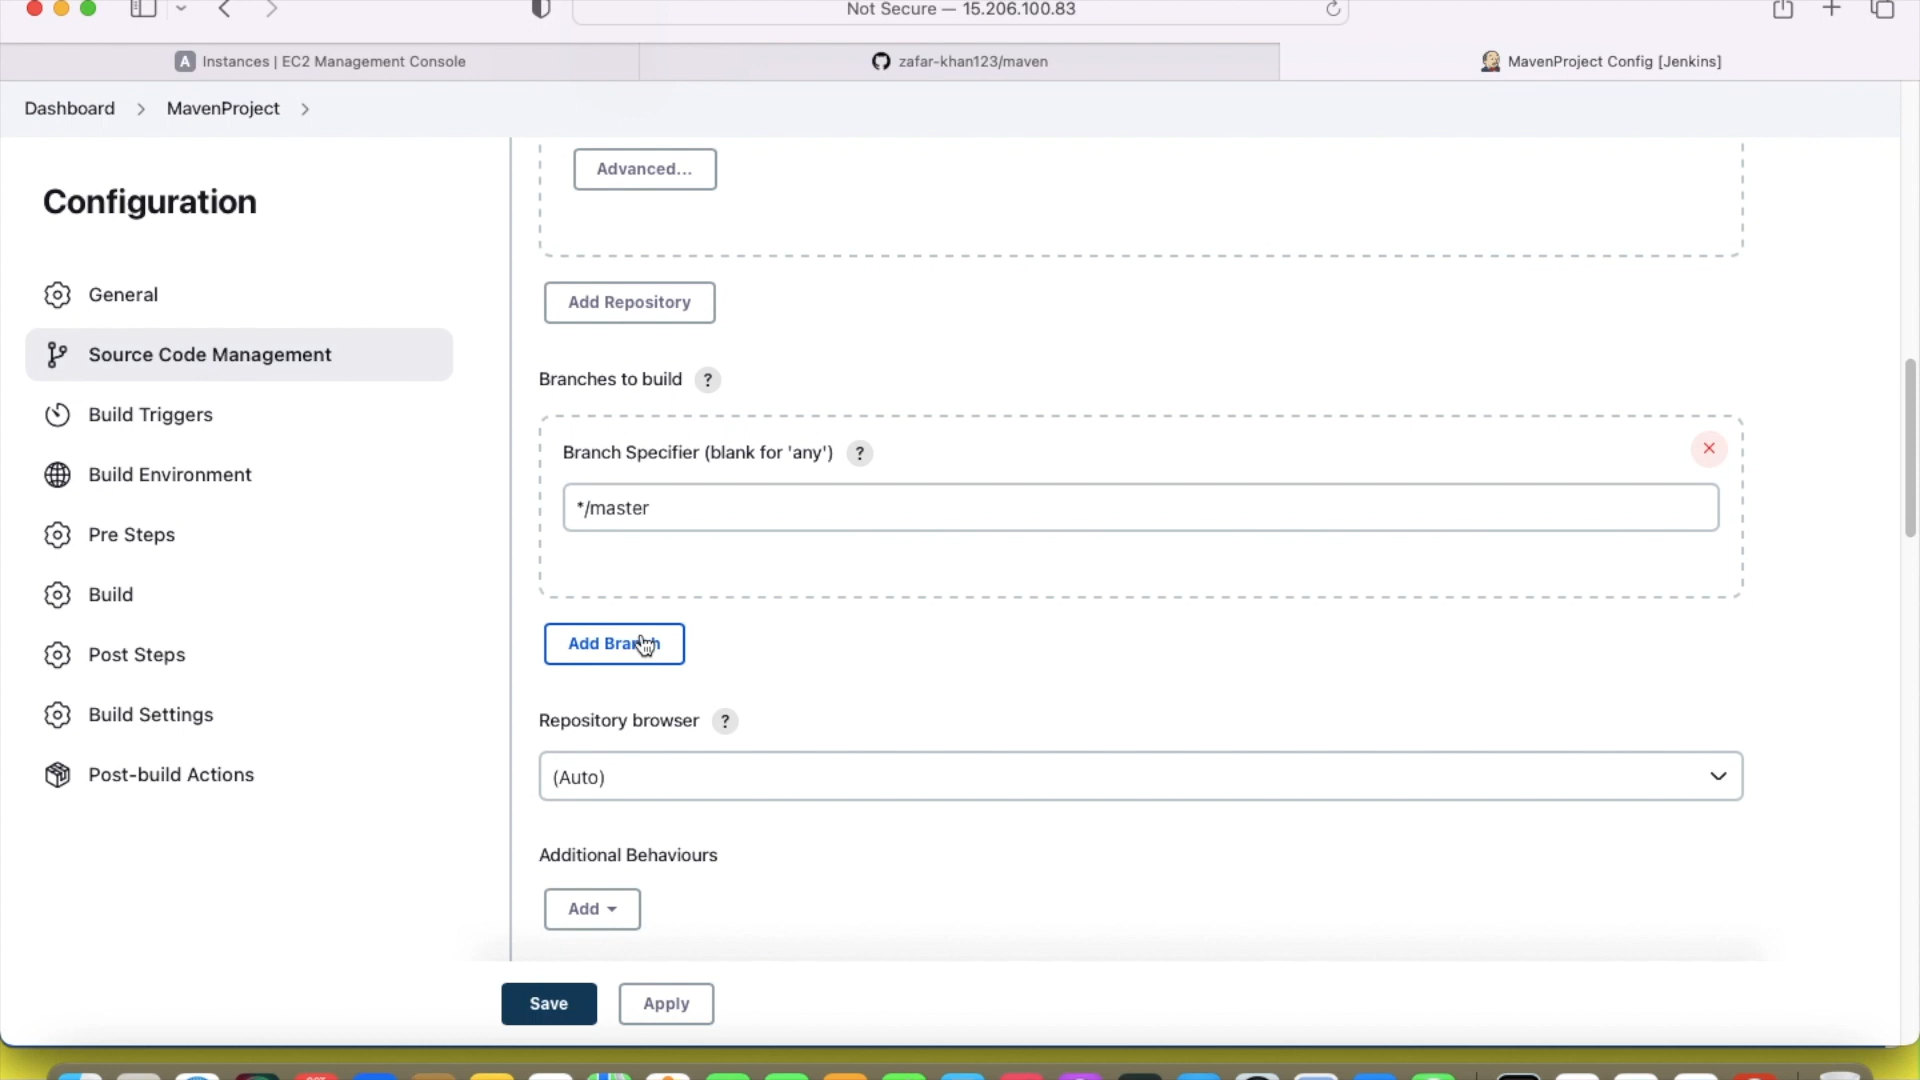 Not Secure — 15.206.100.83
A Instances | EC2 Management Console
zafar-khan123/maven
MavenProject Config [Jenkins]
Dashboard > MavenProject >
Configuration
General
Source Code Management
Build Triggers
Build Environment
Pre Steps
Build
Post Steps
Build Settings
Post-build Actions
Advanced...
Add Repository
Branches to build ?
Branch Specifier (blank for 'any') ?
*/master
Add Branch
Repository browser ?
(Auto)
Additional Behaviours
Add
Save
Apply